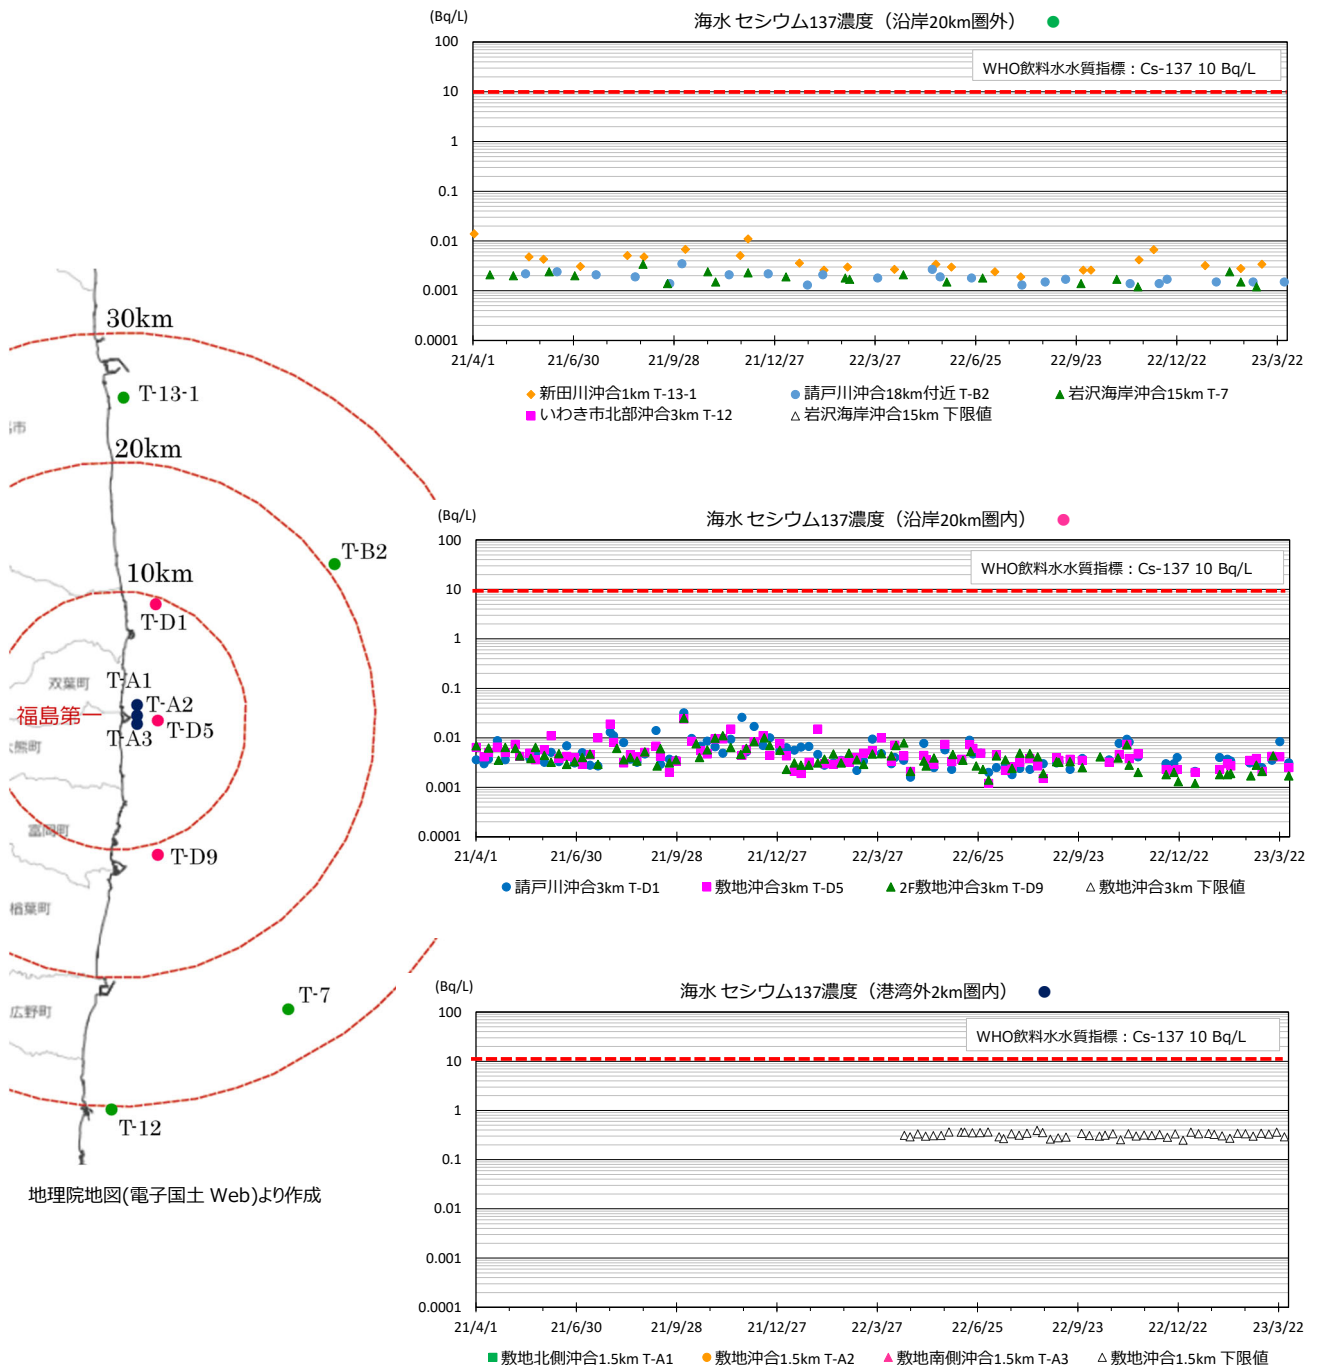 (Bq/L)
海水 セシウム137濃度（沿岸20km圏外）
WHO飲料水水質指標：Cs-137 10 Bq/L
100
10
1
0.1
0.01
0.001
0.0001
21/4/1 21/6/30 21/9/28 21/12/27 22/3/27 22/6/25 22/9/23 22/12/22 23/3/22
新田川沖合1km T-13-1 請戸川沖合18km付近 T-B2 岩沢海岸沖合15km T-7
いわき市北部沖合3km T-12 岩沢海岸沖合15km 下限値
30km
T-13-1
市
20km
T-B2
10km
T-D1
T-A1
双葉町
T-A2
福島第一
T-D5
T-A3
大熊町
富岡町
T-D9
楢葉町
T-7
広野町
T-12
地理院地図(電子国土 Web)より作成
(Bq/L)
海水 セシウム137濃度（沿岸20km圏内）
WHO飲料水水質指標：Cs-137 10 Bq/L
100
10
1
0.1
0.01
0.001
0.0001
21/4/1 21/6/30 21/9/28 21/12/27 22/3/27 22/6/25 22/9/23 22/12/22 23/3/22
請戸川沖合3km T-D1 敷地沖合3km T-D5 2F敷地沖合3km T-D9 敷地沖合3km 下限値
(Bq/L)
海水 セシウム137濃度（港湾外2km圏内）
WHO飲料水水質指標：Cs-137 10 Bq/L
100
10
1
0.1
0.01
0.001
0.0001
21/4/1 21/6/30 21/9/28 21/12/27 22/3/27 22/6/25 22/9/23 22/12/22 23/3/22
敷地北側沖合1.5km T-A1 敷地沖合1.5km T-A2 敷地南側沖合1.5km T-A3 敷地沖合1.5km 下限値